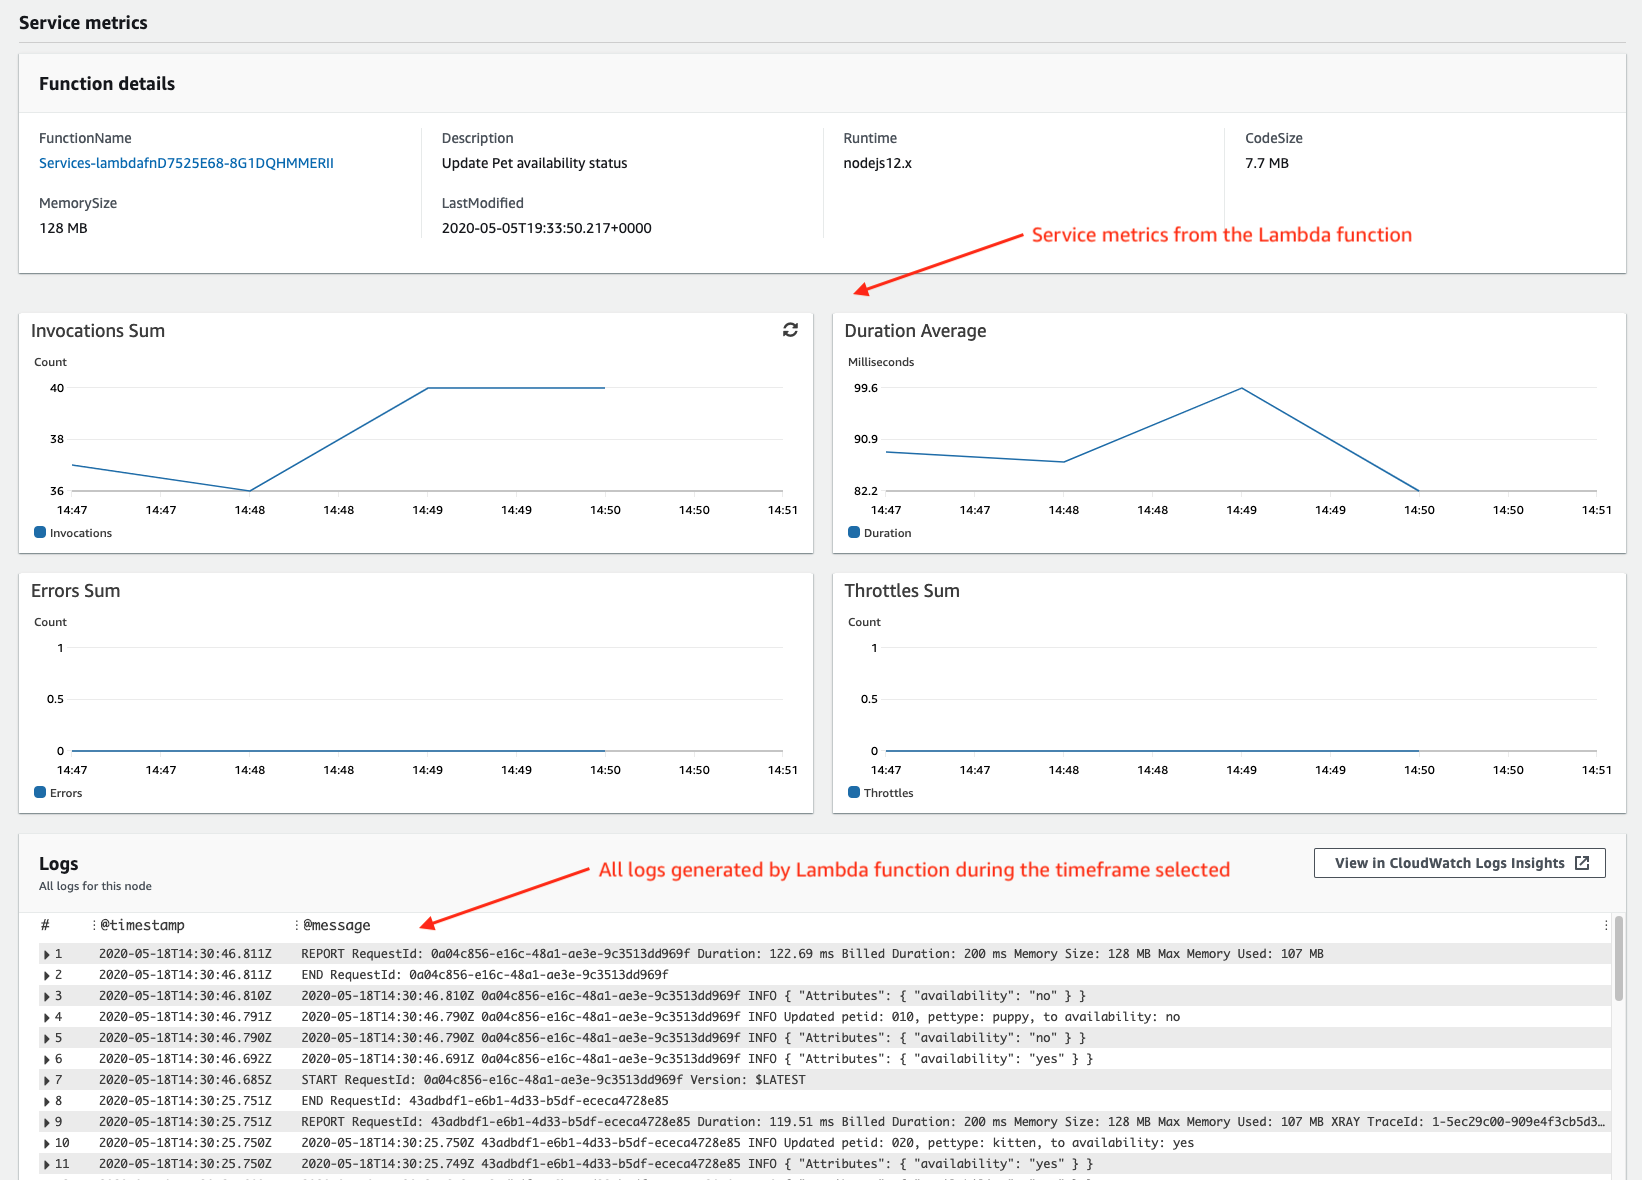 Service metrics
Function details
FunctionName
Services-lambdafnD7525E68-8G1DQHMMERII
Description
Update Pet availability status
Runtime
nodejs12.x
CodeSize
7.7 MB
MemorySize
128 MB
LastModified
2020-05-05T19:33:50.217+0000
Service metrics from the Lambda function
Invocations Sum
Count
40
38
36
14:47 14:47 14:48 14:48 14:49 14:49 14:50 14:50 14:51
Invocations
Duration Average
Milliseconds
99.6
90.9
82.2
14:47 14:47 14:48 14:48 14:49 14:49 14:50 14:50 14:51
Duration
Errors Sum
Count
1
0.5
0
14:47 14:47 14:48 14:48 14:49 14:49 14:50 14:50 14:51
Errors
Throttles Sum
Count
1
0.5
0
14:47 14:47 14:48 14:48 14:49 14:49 14:50 14:50 14:51
Throttles
Logs
All logs for this node
All logs generated by Lambda function during the timeframe selected
View in CloudWatch Logs Insights
# @timestamp @message
1 2020-05-18T14:30:46.811Z REPORT RequestId: 0a04c856-e16c-48a1-ae3e-9c3513dd969f Duration: 122.69 ms Billed Duration: 200 ms Memory Size: 128 MB Max Memory Used: 107 MB
2 2020-05-18T14:30:46.811Z END RequestId: 0a04c856-e16c-48a1-ae3e-9c3513dd969f
3 2020-05-18T14:30:46.810Z 2020-05-18T14:30:46.810Z 0a04c856-e16c-48a1-ae3e-9c3513dd969f INFO { "Attributes": { "availability": "no" } }
4 2020-05-18T14:30:46.791Z 2020-05-18T14:30:46.790Z 0a04c856-e16c-48a1-ae3e-9c3513dd969f INFO Updated petid: 010, pettype: puppy, to availability: no
5 2020-05-18T14:30:46.790Z 2020-05-18T14:30:46.790Z 0a04c856-e16c-48a1-ae3e-9c3513dd969f INFO { "Attributes": { "availability": "no" } }
6 2020-05-18T14:30:46.692Z 2020-05-18T14:30:46.691Z 0a04c856-e16c-48a1-ae3e-9c3513dd969f INFO { "Attributes": { "availability": "yes" } }
7 2020-05-18T14:30:46.685Z START RequestId: 0a04c856-e16c-48a1-ae3e-9c3513dd969f Version: $LATEST
8 2020-05-18T14:30:25.751Z END RequestId: 43adbdf1-e6b1-4d33-b5df-ececa4728e85
9 2020-05-18T14:30:25.751Z REPORT RequestId: 43adbdf1-e6b1-4d33-b5df-ececa4728e85 Duration: 119.51 ms Billed Duration: 200 ms Memory Size: 128 MB Max Memory Used: 107 MB XRAY TraceId: 1-5ec29c00-909e4f3cb5d3…
10 2020-05-18T14:30:25.750Z 2020-05-18T14:30:25.750Z 43adbdf1-e6b1-4d33-b5df-ececa4728e85 INFO Updated petid: 020, pettype: kitten, to availability: yes
11 2020-05-18T14:30:25.750Z 2020-05-18T14:30:25.749Z 43adbdf1-e6b1-4d33-b5df-ececa4728e85 INFO { "Attributes": { "availability": "yes" } }